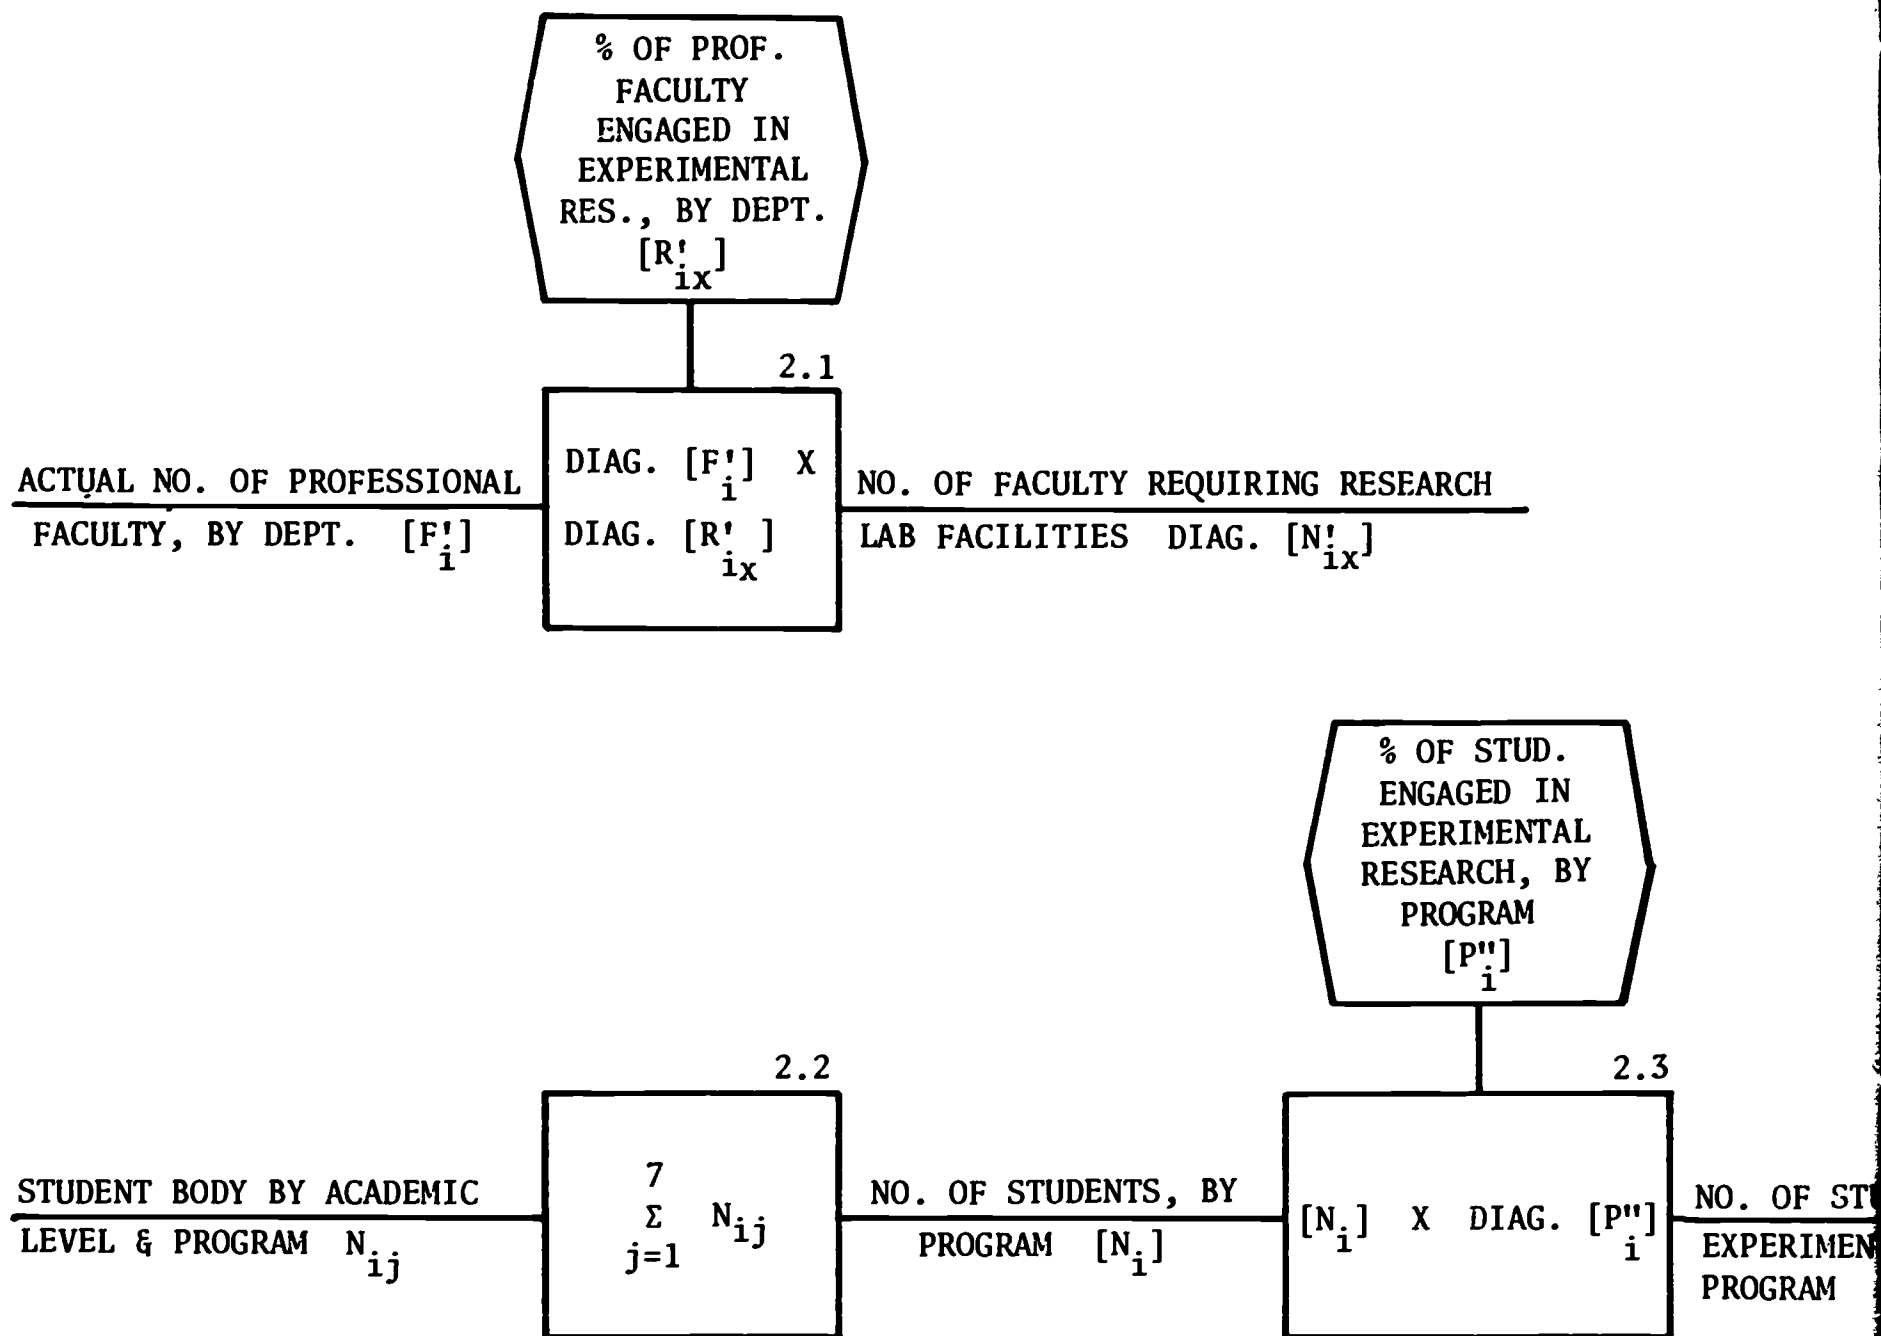 % OF PROF.
FACULTY
ENGAGED IN
EXPERIMENTAL
RES., BY DEPT.
[R'ix]
2.1
ACTUAL NO. OF PROFESSIONAL
FACULTY, BY DEPT. [F'i]
DIAG. [F'i] X
DIAG. [R'ix]
NO. OF FACULTY REQUIRING RESEARCH
LAB FACILITIES DIAG. [N'ix]
% OF STUD.
ENGAGED IN
EXPERIMENTAL
RESEARCH, BY
PROGRAM
[P"i]
2.2
STUDENT BODY BY ACADEMIC
LEVEL & PROGRAM Nij
7
Σ Nij
j=1
NO. OF STUDENTS, BY
PROGRAM [Ni]
2.3
[Ni] X DIAG. [P"i]
NO. OF
PROGRAM